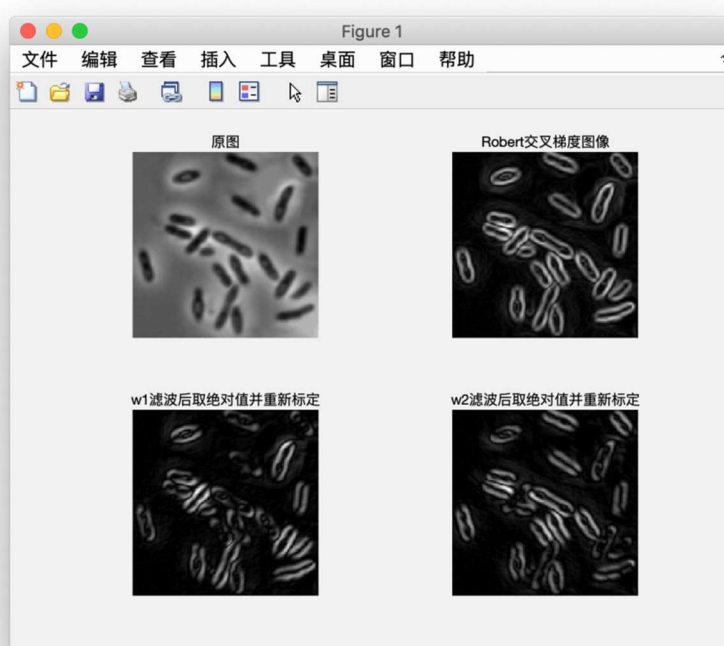 Figure 1
文件 编辑 查看 插入 工具 桌面 窗口 帮助
原图
Robert交叉梯度图像
w1滤波后取绝对值并重新标定
w2滤波后取绝对值并重新标定